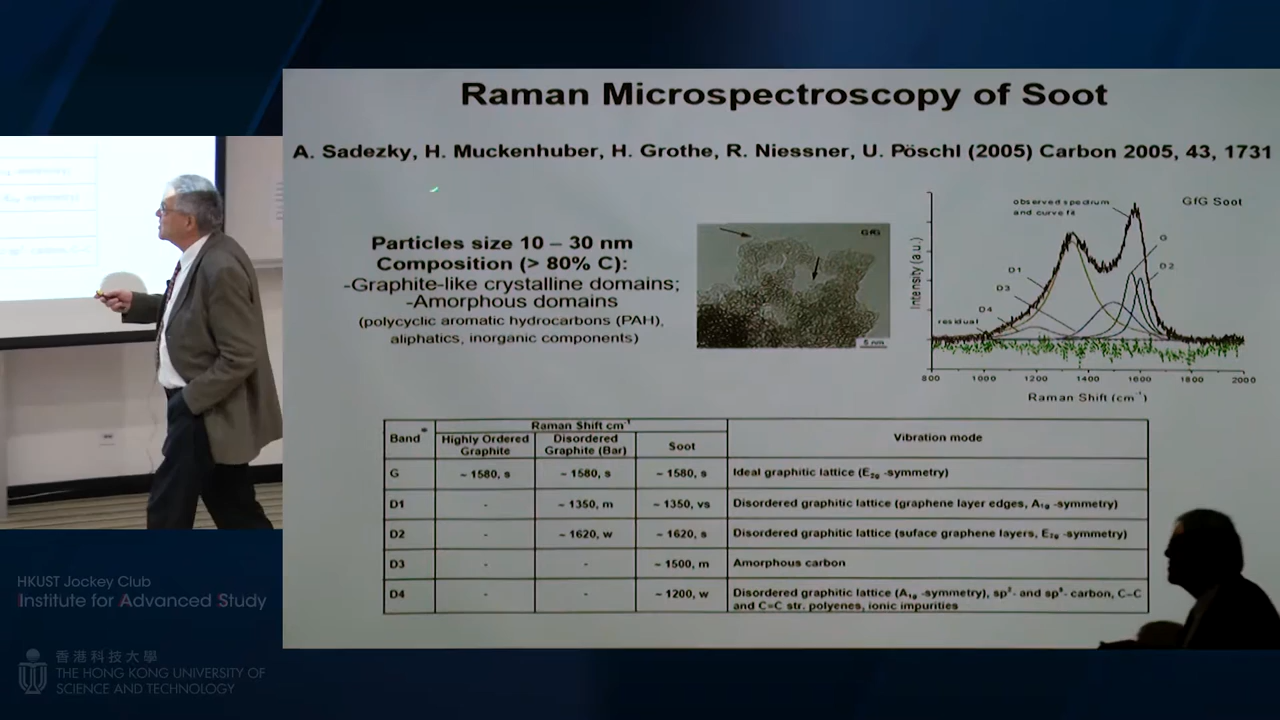 Raman Microspectroscopy of Soot
A. Sadezky, H. Muckenhuber, H. Grothe, R. Niessner, U. Pöschl (2005) Carbon 2005, 43, 1731
Particles size 10 – 30 nm
Composition (> 80% C):
-Graphite-like crystalline domains;
-Amorphous domains
(polycyclic aromatic hydrocarbons (PAH),
aliphatics, inorganic components)
GfG
5 nm
observed spectrum
and curve fit
GfG Soot
G
D2
D1
D3
D4
residual
Intensity (a.u.)
800 1000 1200 1400 1600 1800 2000
Raman Shift (cm⁻¹)
Band* Raman Shift cm⁻¹ Vibration mode
Highly Ordered Graphite Disordered Graphite (Bar) Soot
G ~ 1580, s ~ 1580, s ~ 1580, s Ideal graphitic lattice (E2g -symmetry)
D1 - ~ 1350, m ~ 1350, vs Disordered graphitic lattice (graphene layer edges, A1g -symmetry)
D2 - ~ 1620, w ~ 1620, s Disordered graphitic lattice (suface graphene layers, E2g -symmetry)
D3 - - ~ 1500, m Amorphous carbon
D4 - - ~ 1200, w Disordered graphitic lattice (A1g -symmetry), sp²- and sp³- carbon, C–C
and C=C str. polyenes, ionic impurities
HKUST Jockey Club
Institute for Advanced Study
香港科技大學
THE HONG KONG UNIVERSITY OF
SCIENCE AND TECHNOLOGY